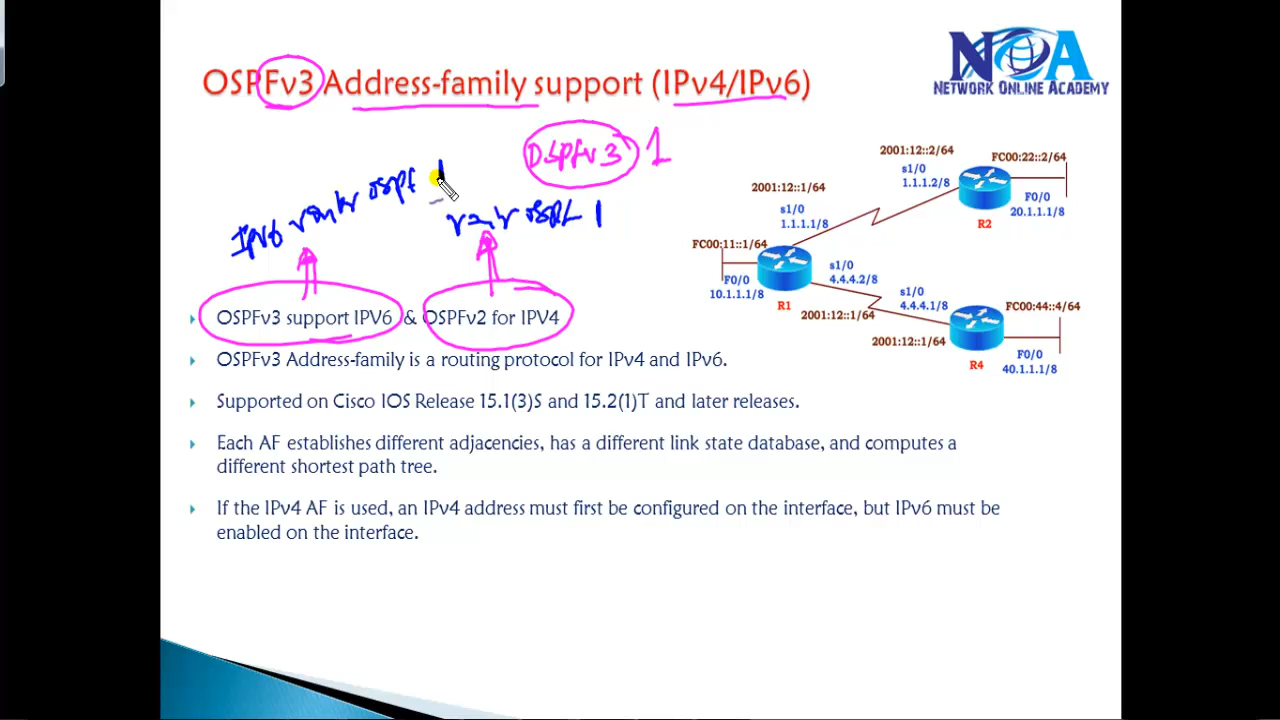 OSPFv3 Address-family support (IPv4/IPv6)
NOA
NETWORK ONLINE ACADEMY
OSPFv3 1
IPv6 router ospf 1
router ospf 1
OSPFv3 support IPV6 & OSPFv2 for IPV4
OSPFv3 Address-family is a routing protocol for IPv4 and IPv6.
Supported on Cisco IOS Release 15.1(3)S and 15.2(1)T and later releases.
Each AF establishes different adjacencies, has a different link state database, and computes a
different shortest path tree.
If the IPv4 AF is used, an IPv4 address must first be configured on the interface, but IPv6 must be
enabled on the interface.
2001:12::2/64
FC00:22::2/64
s1/0
1.1.1.2/8
2001:12::1/64
F0/0
20.1.1.1/8
R2
s1/0
1.1.1.1/8
FC00:11::1/64
s1/0
4.4.4.2/8
F0/0
10.1.1.1/8
R1
s1/0
4.4.4.1/8
FC00:44::4/64
2001:12::1/64
2001:12::1/64
F0/0
40.1.1.1/8
R4